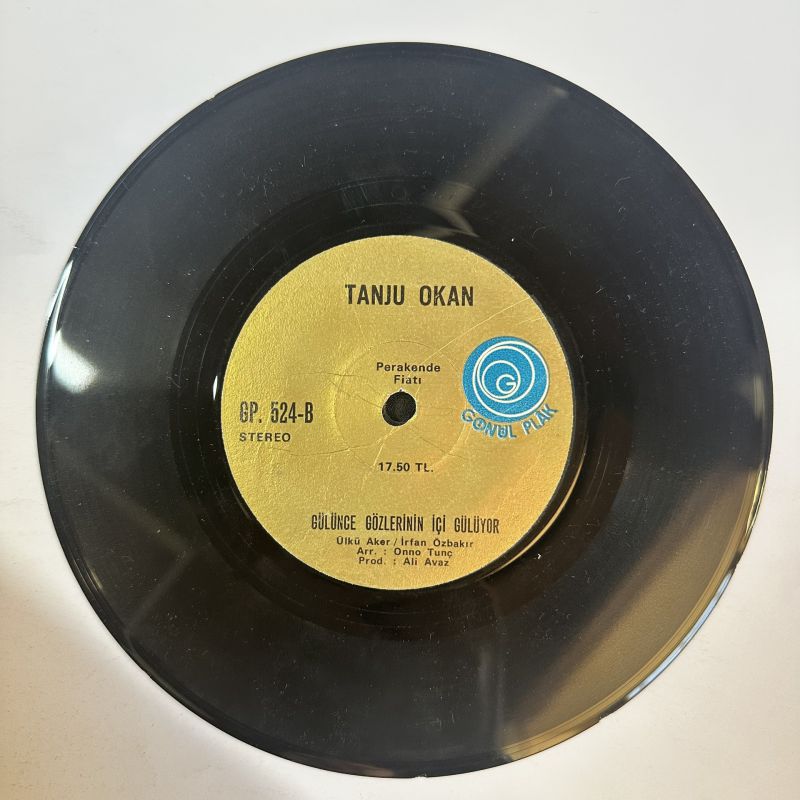 TANJU OKAN
Perakende
Fiatı
G
GÖNÜL PLAK
GP. 524-B
STEREO
17.50 TL.
GÜLÜNCE GÖZLERİNİN İÇİ GÜLÜYOR
Ülkü Aker / İrfan Özbakır
Arr. : Onno Tunç
Prod. : Ali Avaz